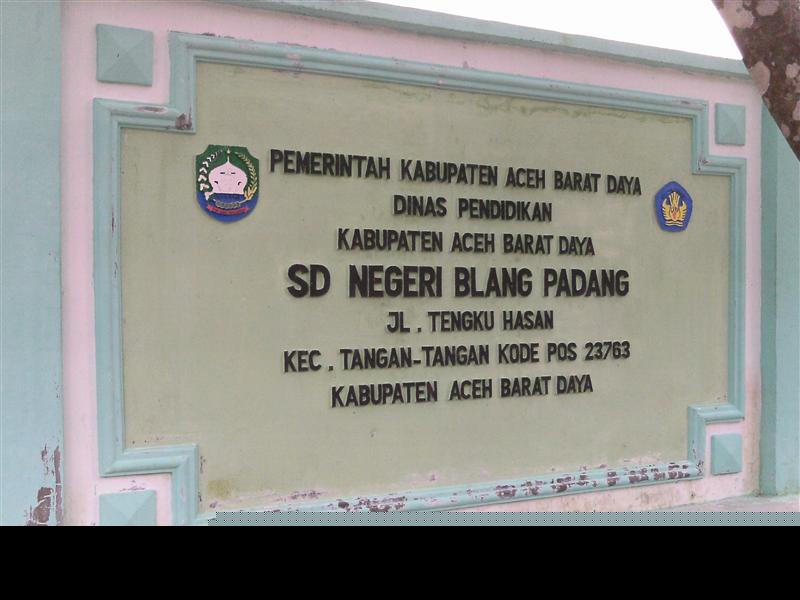 PEMERINTAH KABUPATEN ACEH BARAT DAYA
DINAS PENDIDIKAN
KABUPATEN ACEH BARAT DAYA
SD NEGERI BLANG PADANG
JL. TENGKU HASAN
KEC. TANGAN-TANGAN KODE POS 23763
KABUPATEN ACEH BARAT DAYA